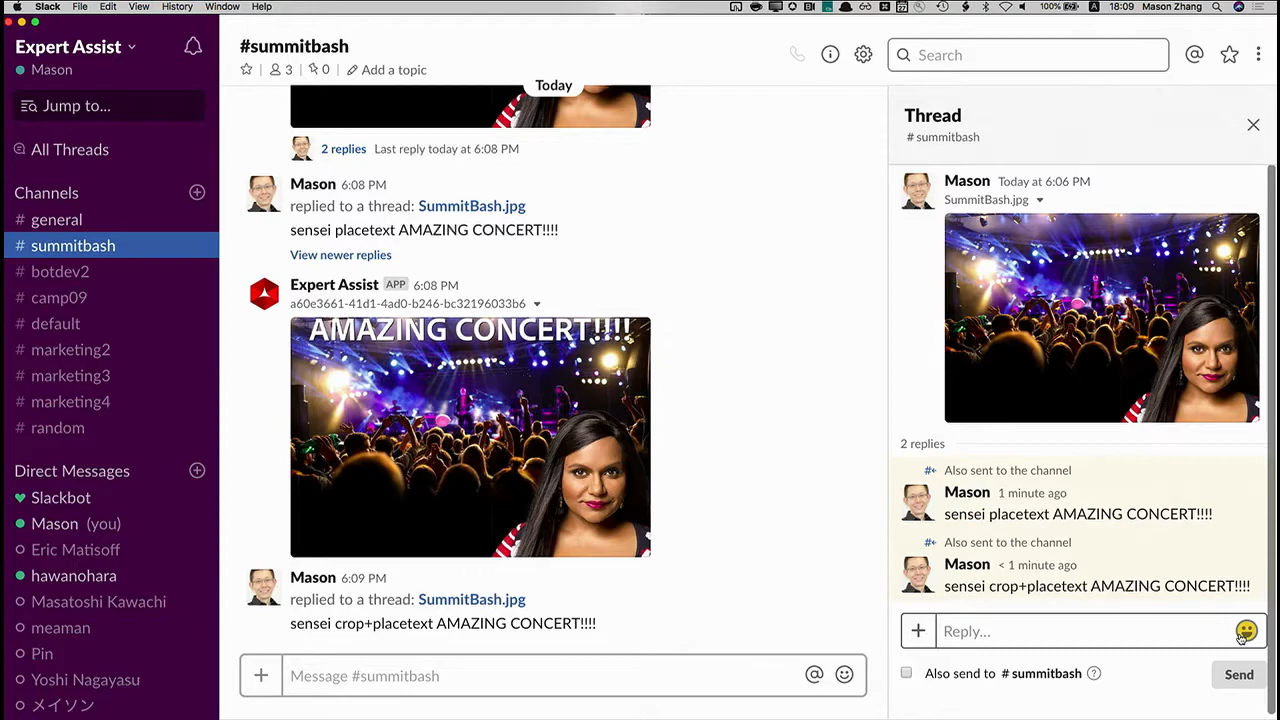 Slack File Edit View History Window Help
100% A 18:09 Mason Zhang
Expert Assist
Mason
Jump to...
All Threads
Channels
# general
# summitbash
# botdev2
# camp09
# default
# marketing2
# marketing3
# marketing4
# random
Direct Messages
Slackbot
Mason (you)
Eric Matisoff
hawanohara
Masatoshi Kawachi
meaman
Pin
Yoshi Nagayasu
メイソン
#summitbash
3 0 Add a topic
Search
Today
2 replies Last reply today at 6:08 PM
Mason 6:08 PM
replied to a thread: SummitBash.jpg
sensei placetext AMAZING CONCERT!!!!
View newer replies
Expert Assist APP 6:08 PM
a60e3661-41d1-4ad0-b246-bc32196033b6
AMAZING CONCERT!!!!
Mason 6:09 PM
replied to a thread: SummitBash.jpg
sensei crop+placetext AMAZING CONCERT!!!!
Message #summitbash
Thread
# summitbash
Mason Today at 6:06 PM
SummitBash.jpg
2 replies
Also sent to the channel
Mason 1 minute ago
sensei placetext AMAZING CONCERT!!!!
Also sent to the channel
Mason < 1 minute ago
sensei crop+placetext AMAZING CONCERT!!!!
Reply...
Also send to # summitbash
Send